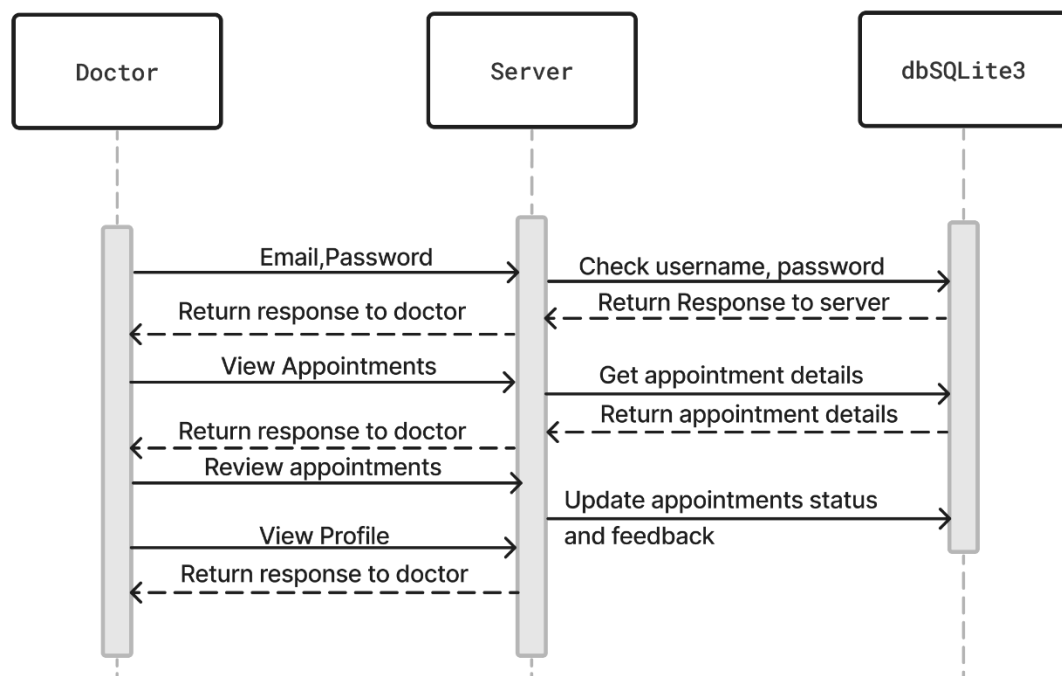 Doctor
Server
dbSQLite3
Email,Password
Check username, password
Return Response to server
Return response to doctor
View Appointments
Get appointment details
Return appointment details
Return response to doctor
Review appointments
Update appointments status
and feedback
View Profile
Return response to doctor